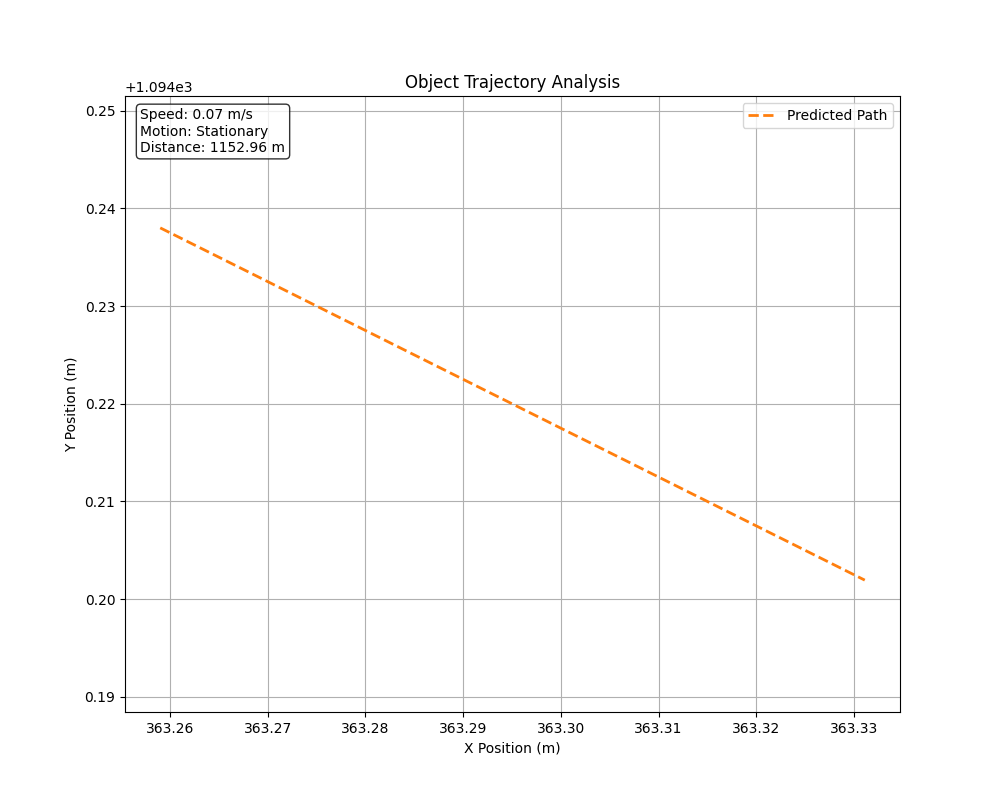 Object Trajectory Analysis
+1.094e3
Speed: 0.07 m/s
Motion: Stationary
Distance: 1152.96 m
Predicted Path
0.25
0.24
0.23
0.22
0.21
0.20
0.19
Y Position (m)
363.26 363.27 363.28 363.29 363.30 363.31 363.32 363.33
X Position (m)